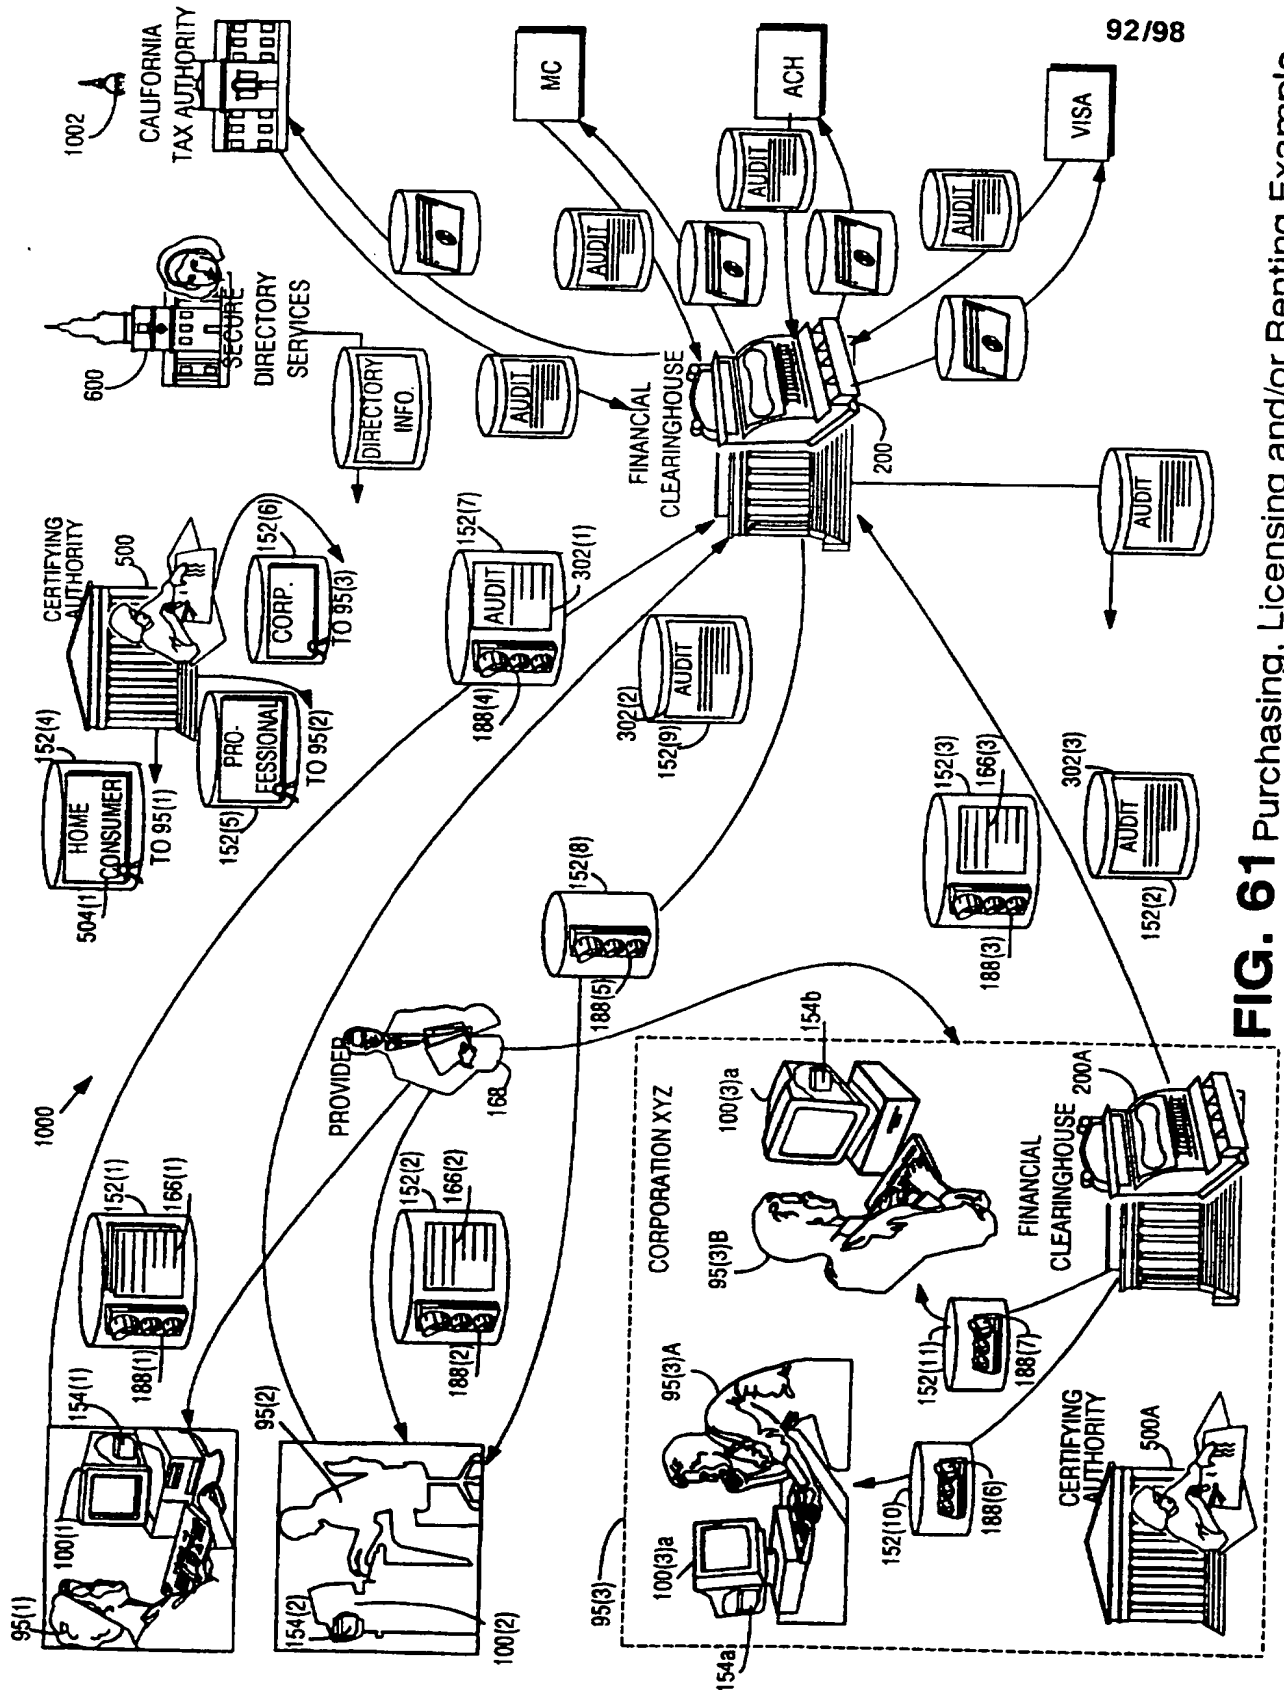 92/98
1002
CALIFORNIA
TAX AUTHORITY
MC
ACH
VISA
AUDIT
AUDIT
AUDIT
600
SECURE
DIRECTORY
SERVICES
DIRECTORY
INFO.
AUDIT
FINANCIAL
CLEARINGHOUSE
200
AUDIT
CERTIFYING
AUTHORITY
500
152(4)
HOME
CONSUMER
504(1
TO 95(1)
PRO-
FESSIONAL
152(5)
TO 95(2)
152(6)
CORP.
TO 95(3)
152(7)
AUDIT
302(1)
188(4)
302(2)
AUDIT
152(9)
152(8)
188(5)
152(3)
166(3)
188(3)
302(3)
AUDIT
152(2)
1000
PROVIDER
168
152(1)
166(1)
188(1)
152(2)
166(2)
188(2)
95(1)
100(1
154(1)
95(2)
154(2)
100(2)
95(3)
CORPORATION XYZ
100(3)a
154b
95(3)B
95(3)A
100(3)a
154a
152(11)
188(7)
152(10)
188(6)
FINANCIAL
CLEARINGHOUSE
200A
CERTIFYING
AUTHORITY
500A
FIG. 61 Purchasing, Licensing and/or Renting Example